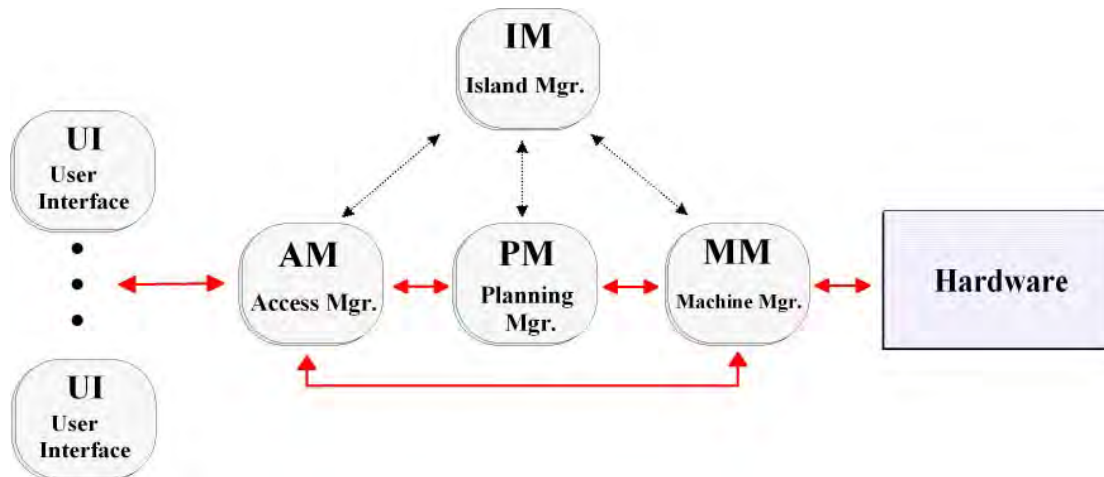 IM
Island Mgr.
UI
User
Interface
AM
Access Mgr.
PM
Planning
Mgr.
MM
Machine Mgr.
Hardware
UI
User
Interface